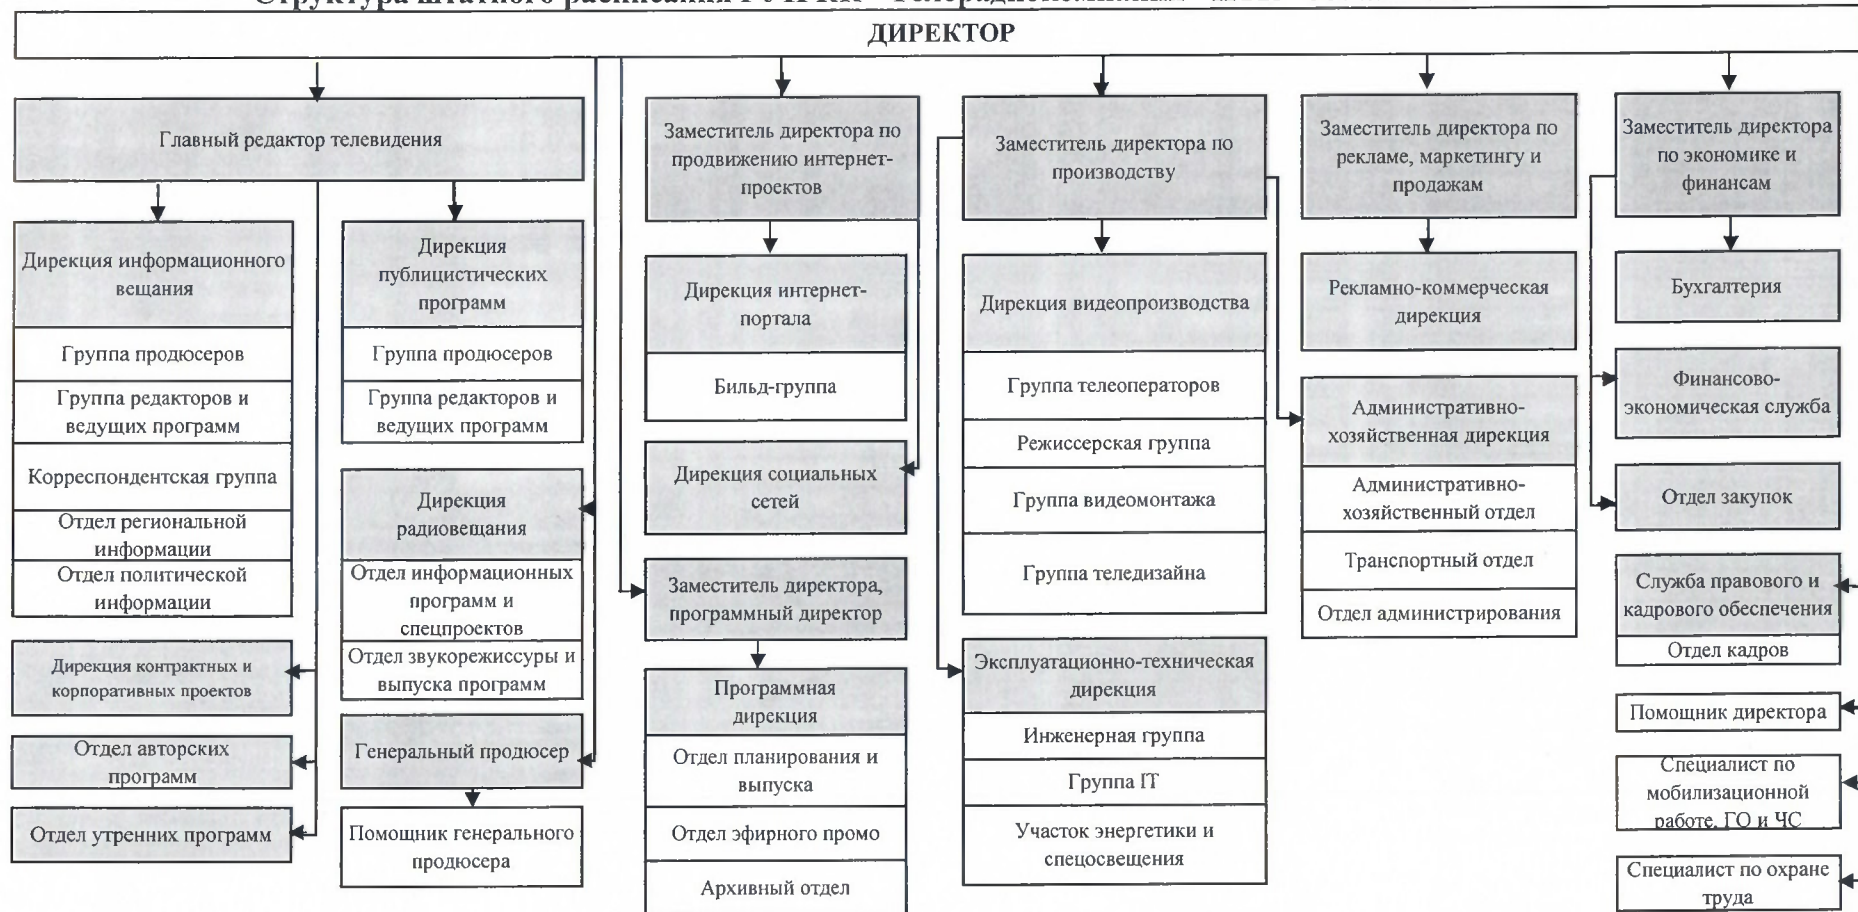 ДИРЕКТОР
Главный редактор телевидения
Дирекция информационного
вещания
Группа продюсеров
Группа редакторов и
ведущих программ
Корреспондентская группа
Отдел региональной
информации
Отдел политической
информации
Дирекция контрактных и
корпоративных проектов
Отдел авторских
программ
Отдел утренних программ
Дирекция
публицистических
программ
Группа продюсеров
Группа редакторов и
ведущих программ
Дирекция
радиовещания
Отдел информационных
программ и
спецпроектов
Отдел звукорежиссуры и
выпуска программ
Генеральный продюсер
Помощник генерального
продюсера
Заместитель директора по
продвижению интернет-
проектов
Дирекция интернет-
портала
Бильд-группа
Дирекция социальных
сетей
Заместитель директора,
программный директор
Программная
дирекция
Отдел планирования и
выпуска
Отдел эфирного промо
Архивный отдел
Заместитель директора по
производству
Дирекция видеопроизводства
Группа телеоператоров
Режиссерская группа
Группа видеомонтажа
Группа теледизайна
Эксплуатационно-техническая
дирекция
Инженерная группа
Группа IT
Участок энергетики и
спецосвещения
Заместитель директора по
рекламе, маркетингу и
продажам
Рекламно-коммерческая
дирекция
Административно-
хозяйственная дирекция
Административно-
хозяйственный отдел
Транспортный отдел
Отдел администрирования
Заместитель директора
по экономике и
финансам
Бухгалтерия
Финансово-
экономическая служба
Отдел закупок
Служба правового и
кадрового обеспечения
Отдел кадров
Помощник директора
Специалист по
мобилизационной
работе, ГО и ЧС
Специалист по охране
труда